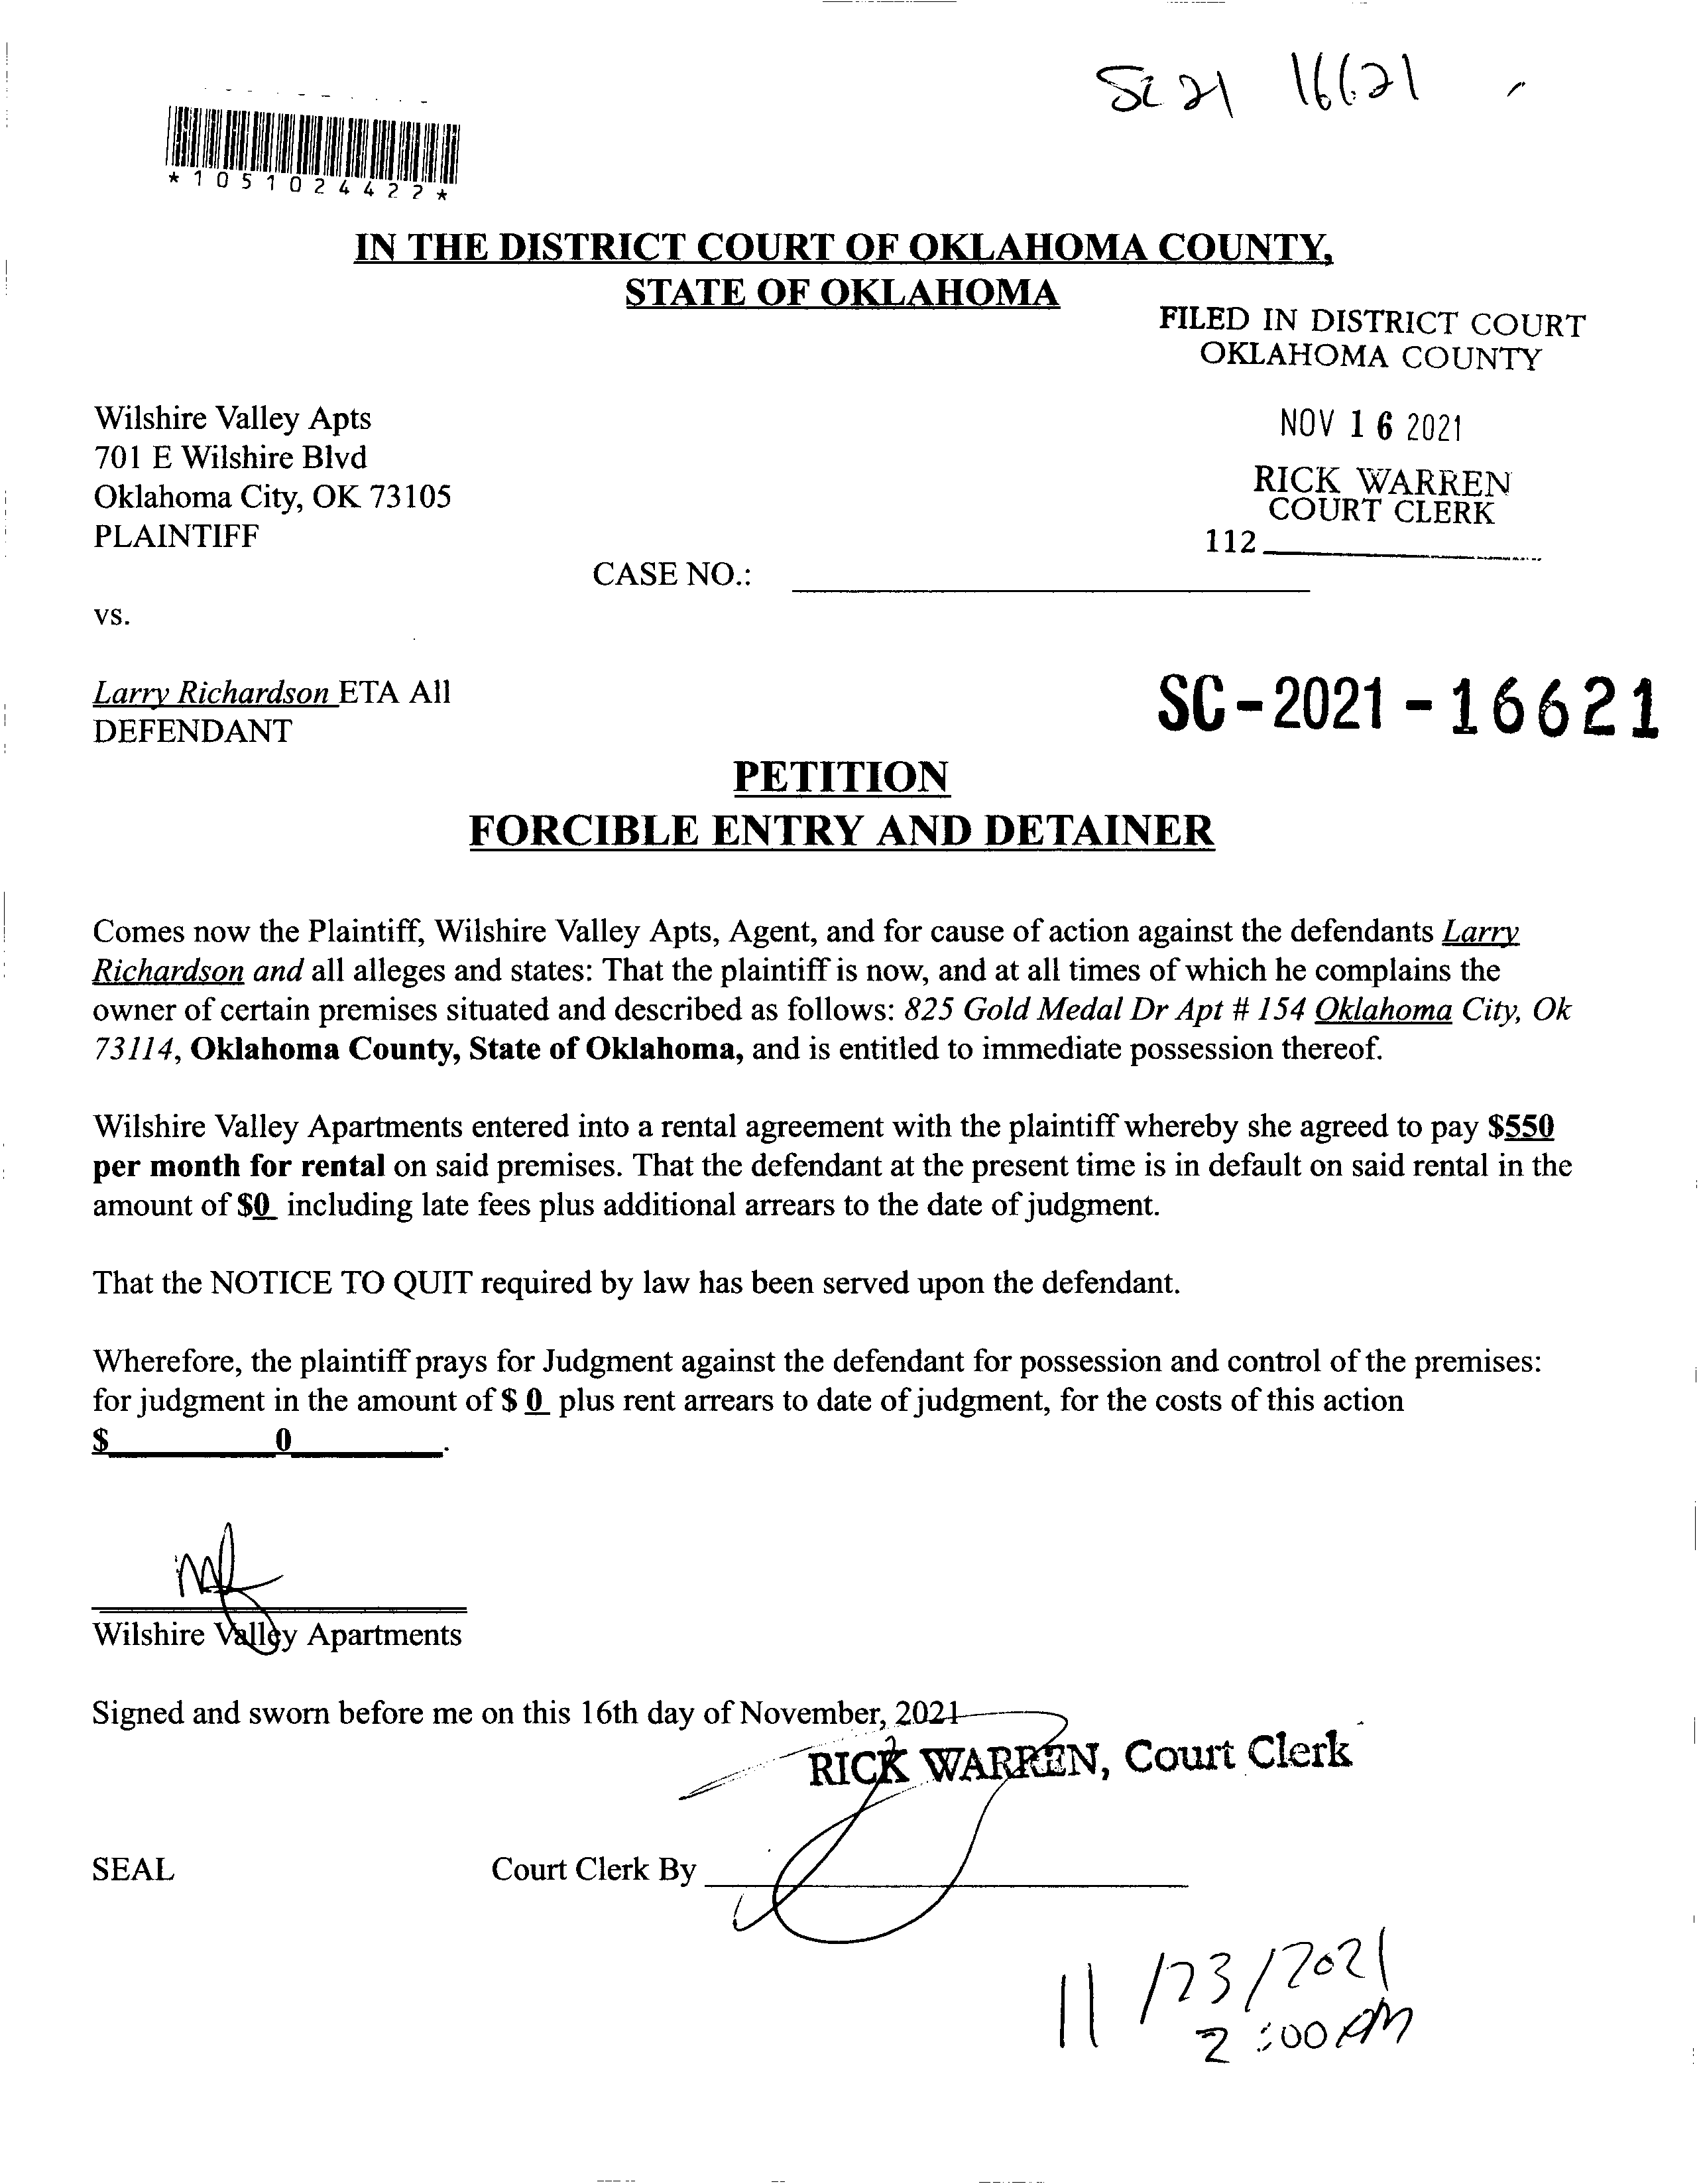 SC 21 16621
*1051024422*
IN THE DISTRICT COURT OF OKLAHOMA COUNTY,
STATE OF OKLAHOMA
FILED IN DISTRICT COURT
OKLAHOMA COUNTY
NOV 16 2021
RICK WARREN
COURT CLERK
112
Wilshire Valley Apts
701 E Wilshire Blvd
Oklahoma City, OK 73105
PLAINTIFF
CASE NO.:
vs.
Larry Richardson ETA All
DEFENDANT
SC-2021-16621
PETITION
FORCIBLE ENTRY AND DETAINER
Comes now the Plaintiff, Wilshire Valley Apts, Agent, and for cause of action against the defendants Larry
Richardson and all alleges and states: That the plaintiff is now, and at all times of which he complains the
owner of certain premises situated and described as follows: 825 Gold Medal Dr Apt # 154 Oklahoma City, Ok
73114, Oklahoma County, State of Oklahoma, and is entitled to immediate possession thereof.
Wilshire Valley Apartments entered into a rental agreement with the plaintiff whereby she agreed to pay $550
per month for rental on said premises. That the defendant at the present time is in default on said rental in the
amount of $0 including late fees plus additional arrears to the date of judgment.
That the NOTICE TO QUIT required by law has been served upon the defendant.
Wherefore, the plaintiff prays for Judgment against the defendant for possession and control of the premises:
for judgment in the amount of $ 0 plus rent arrears to date of judgment, for the costs of this action
$ 0 .
Wilshire Valley Apartments
Signed and sworn before me on this 16th day of November, 2021
RICK WARREN, Court Clerk
SEAL
Court Clerk By
11/23/2021
2:00 PM